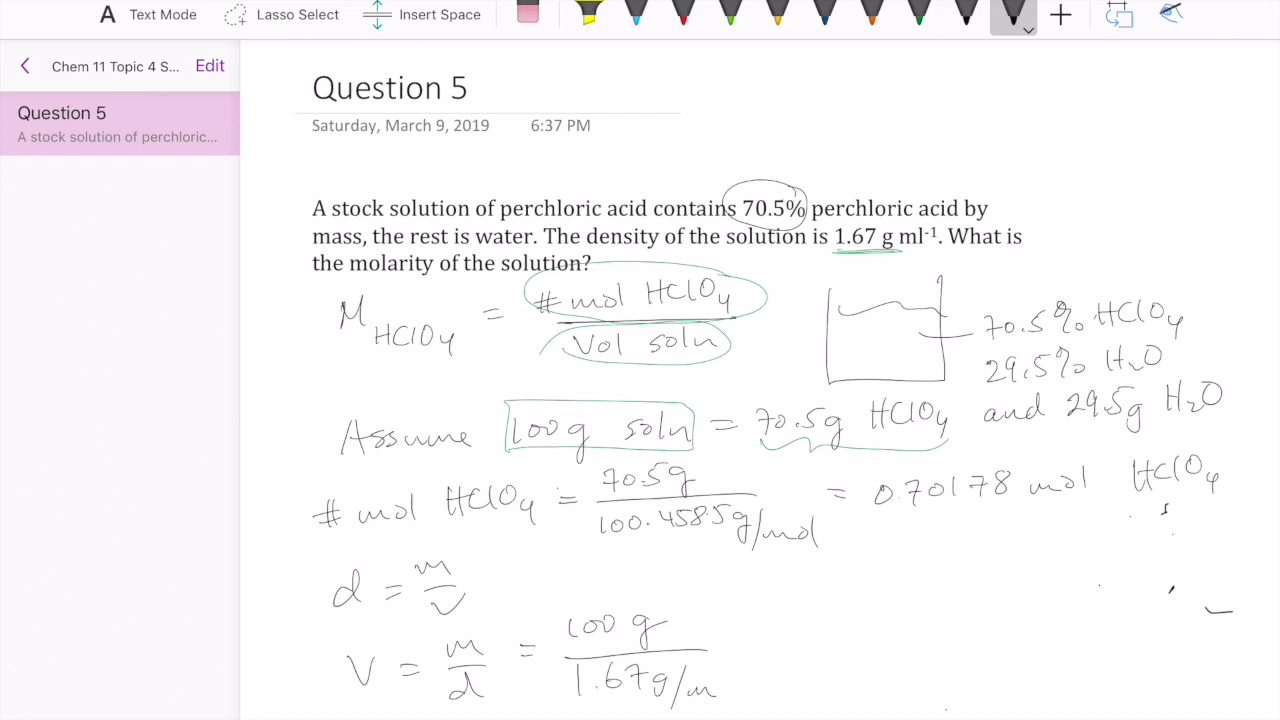 A Text Mode Lasso Select Insert Space
Chem 11 Topic 4 S... Edit
Question 5
A stock solution of perchloric...
Question 5
Saturday, March 9, 2019 6:37 PM
A stock solution of perchloric acid contains 70.5% perchloric acid by
mass, the rest is water. The density of the solution is 1.67 g ml⁻¹. What is
the molarity of the solution?
M HClO₄ = # mol HClO₄ / Vol soln
70.5% HClO₄
29.5% H₂O
Assume 100g soln = 70.5g HClO₄ and 29.5g H₂O
# mol HClO₄ = 70.5g / 100.4585g/mol = 0.70178 mol HClO₄
d = m / v
V = m / d = 100 g / 1.67g/m